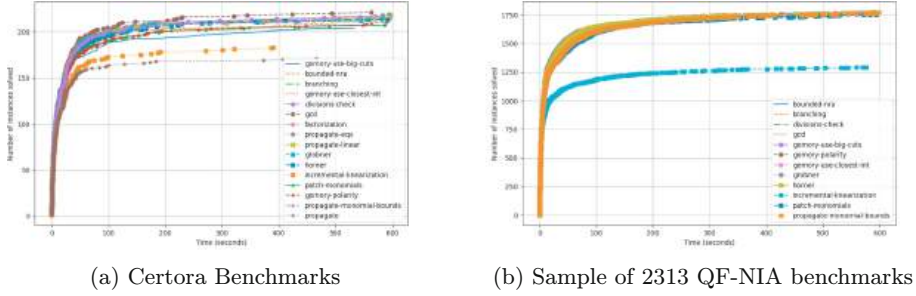 Number of instances solved
200
150
100
50
0
0 100 200 300 400 500 600
Time (seconds)
gomory-use-big-cuts
bounded-nra
branching
gomory-use-closest-int
divisions-check
gcd
factorization
propagate-eqs
propagate-linear
gröbner
horner
incremental-linearization
patch-monomials
gomory-polarity
propagate-monomial-bounds
propagate
(a) Certora Benchmarks
Number of instances solved
1750
1500
1250
1000
750
500
250
0
0 100 200 300 400 500 600
Time (seconds)
bounded-nra
branching
divisions-check
gcd
gomory-use-big-cuts
gomory-polarity
gomory-use-closest-int
gröbner
horner
incremental-linearization
patch-monomials
propagate-monomial-bounds
(b) Sample of 2313 QF-NIA benchmarks